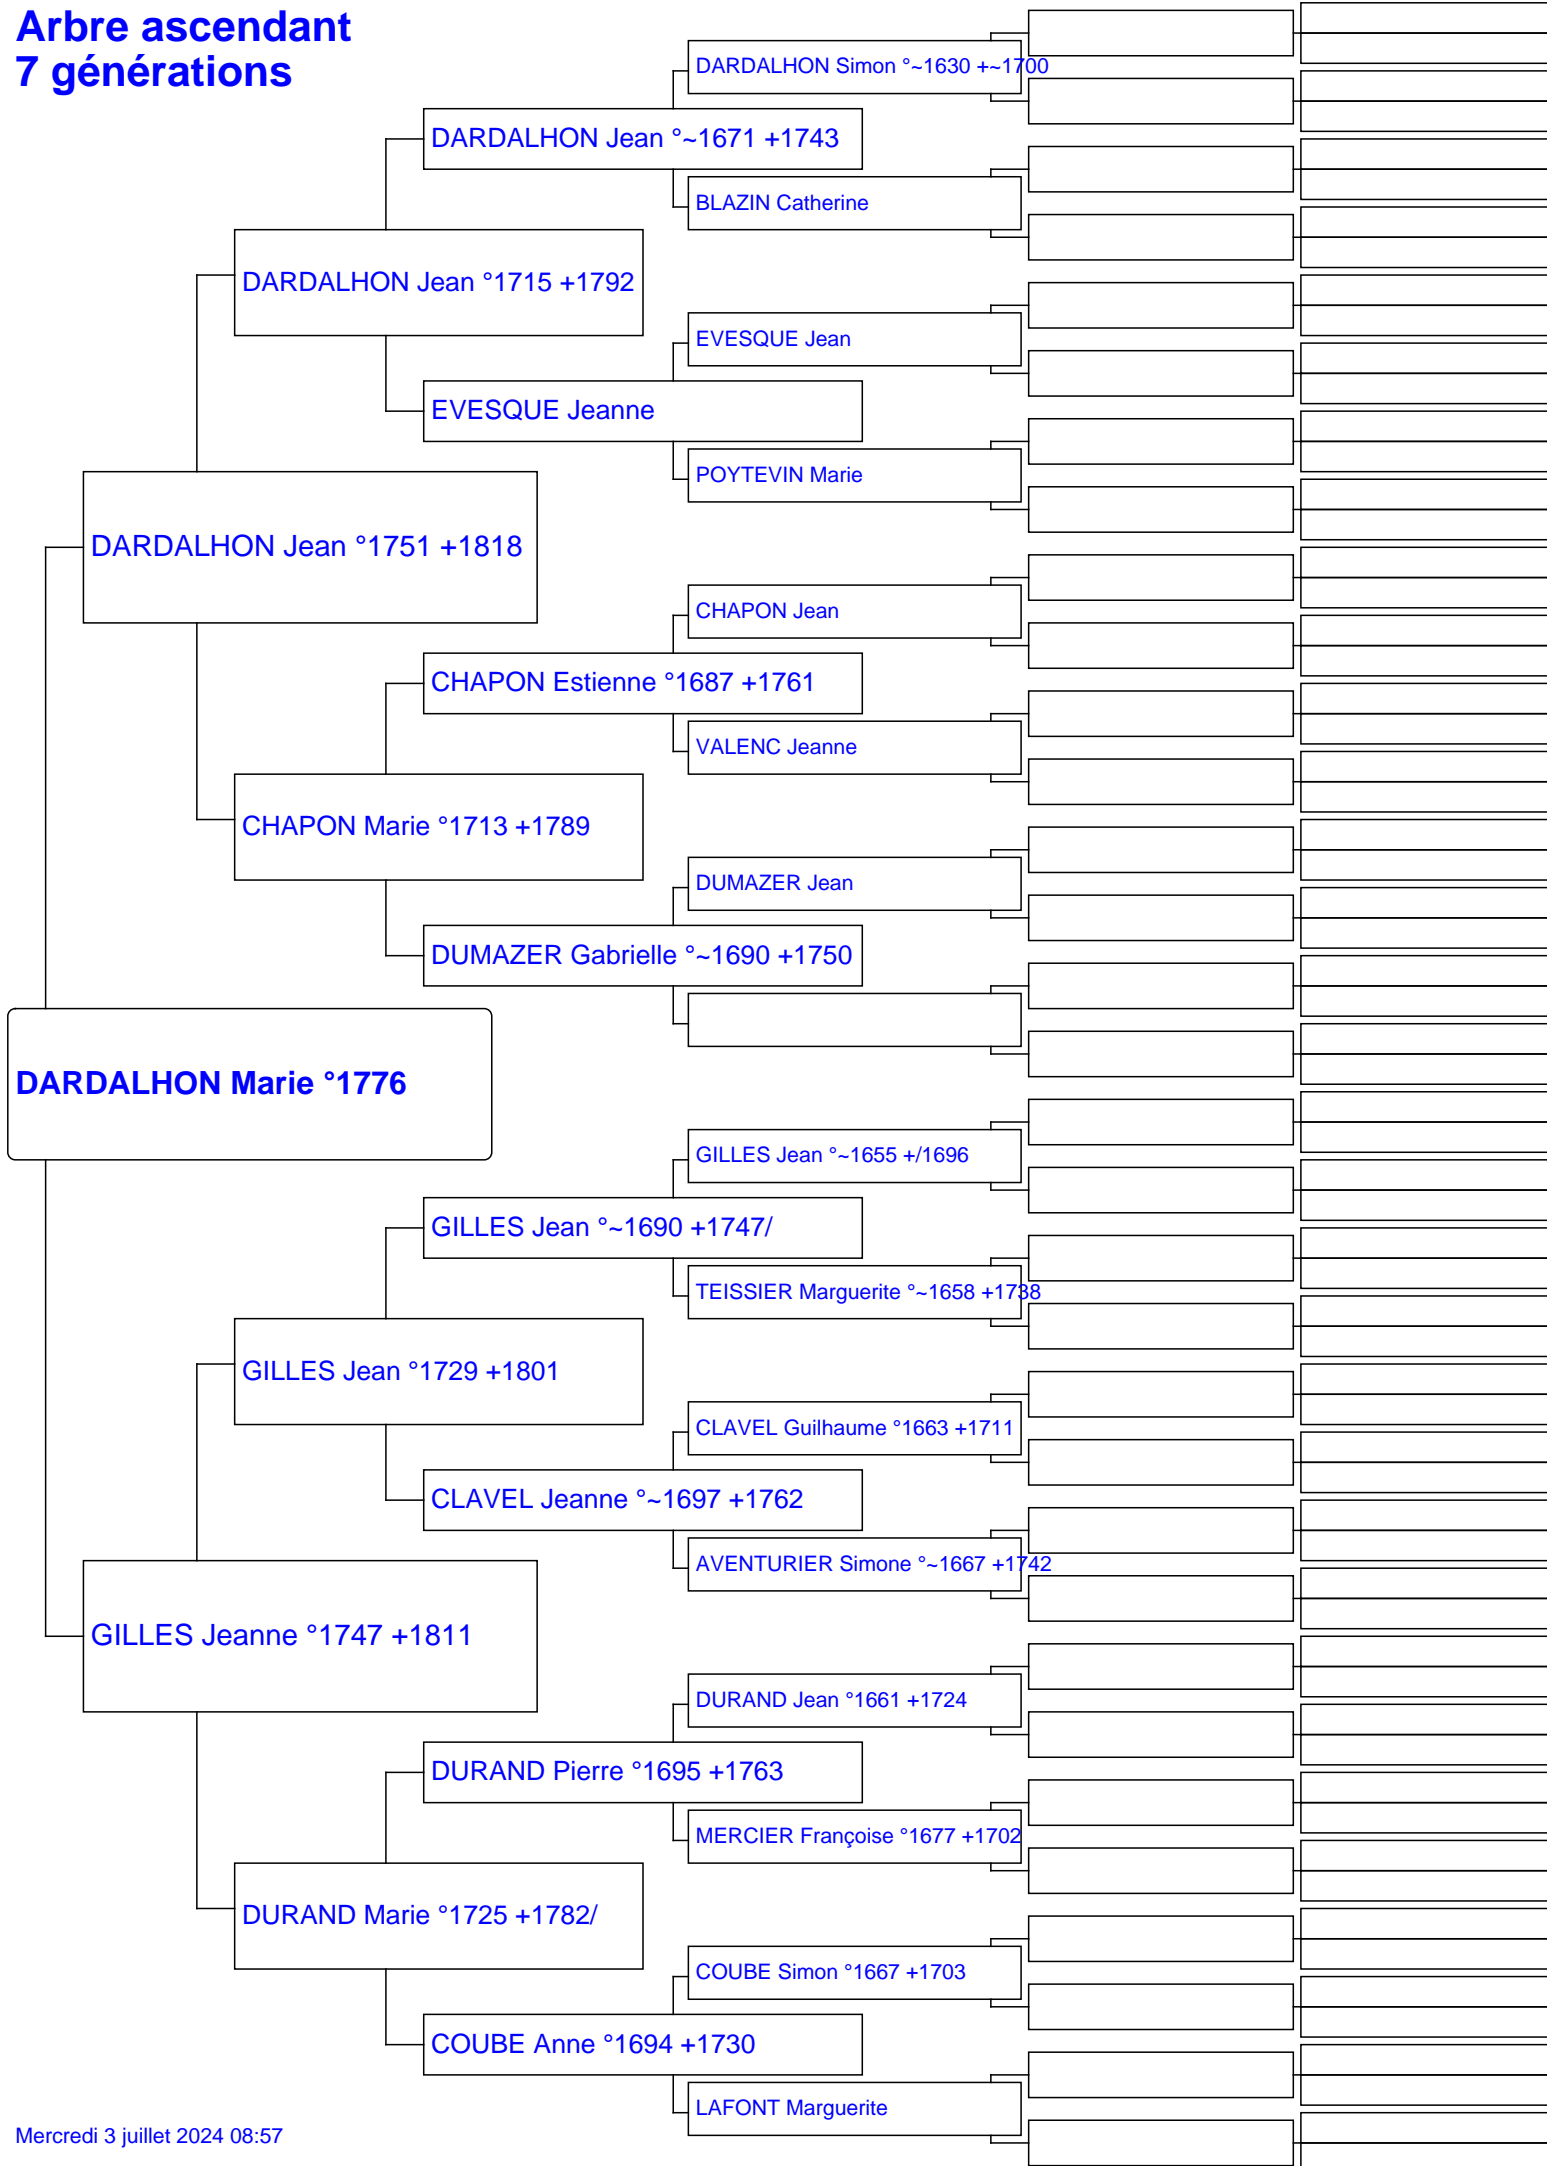 Arbre ascendant
7 générations
DARDALHON Simon °~1630 +~1700
DARDALHON Jean °~1671 +1743
BLAZIN Catherine
DARDALHON Jean °1715 +1792
EVESQUE Jean
EVESQUE Jeanne
POYTEVIN Marie
DARDALHON Jean °1751 +1818
CHAPON Jean
CHAPON Estienne °1687 +1761
VALENC Jeanne
CHAPON Marie °1713 +1789
DUMAZER Jean
DUMAZER Gabrielle °~1690 +1750
DARDALHON Marie °1776
GILLES Jean °~1655 +/1696
GILLES Jean °~1690 +1747/
TEISSIER Marguerite °~1658 +1738
GILLES Jean °1729 +1801
CLAVEL Guilhaume °1663 +1711
CLAVEL Jeanne °~1697 +1762
AVENTURIER Simone °~1667 +1742
GILLES Jeanne °1747 +1811
DURAND Jean °1661 +1724
DURAND Pierre °1695 +1763
MERCIER Françoise °1677 +1702
DURAND Marie °1725 +1782/
COUBE Simon °1667 +1703
COUBE Anne °1694 +1730
LAFONT Marguerite
Mercredi 3 juillet 2024 08:57